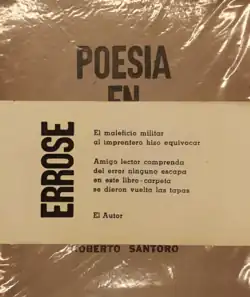 POESIA
EN
ERROSE
El maleficio militar
al imprentero hizo equivocar
Amigo lector comprenda
del error ninguno escapa
en este libro-carpeta
se dieron vuelta las tapas
El Autor
ROBERTO SANTORO